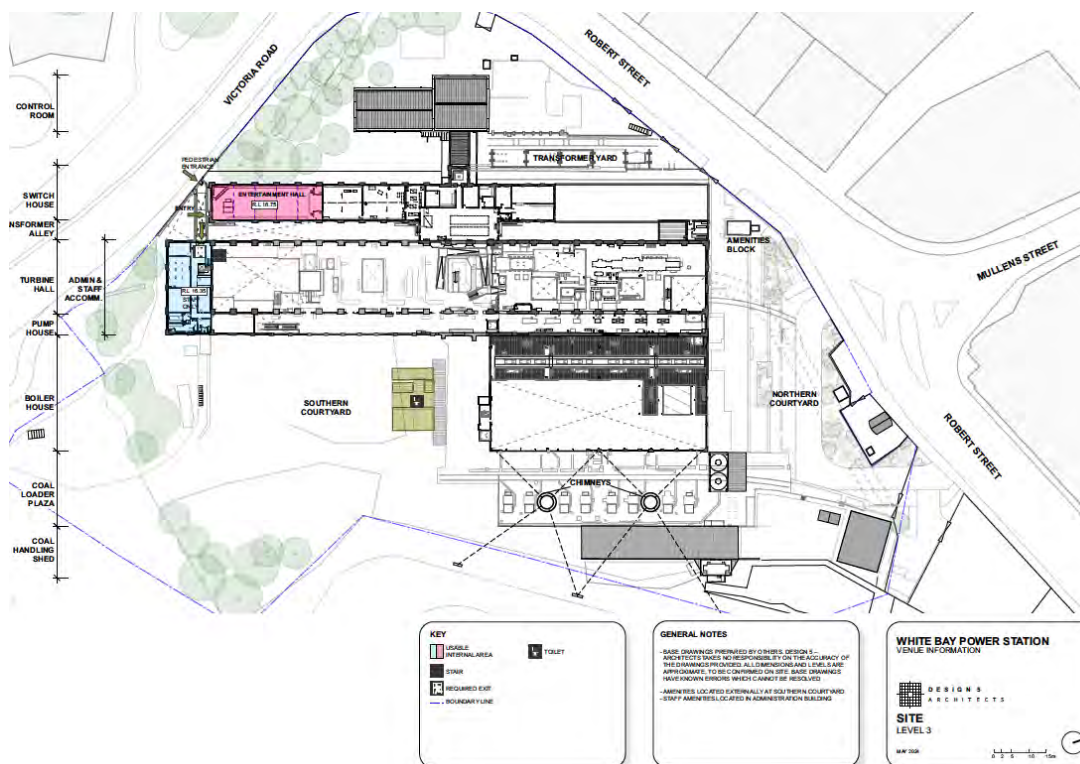 VICTORIA ROAD
ROBERT STREET
CONTROL
ROOM
PEDESTRIAN
ENTRANCE
TRANSFORMER YARD
SWITCH
HOUSE
ENTERTAINMENT HALL
RL 18.75
ENTRY
NSFORMER
ALLEY
AMENITIES
BLOCK
MULLENS STREET
TURBINE
HALL
ADMIN &
STAFF
ACCOMM.
STAFF
ONLY
PUMP
HOUSE
BOILER
HOUSE
SOUTHERN
COURTYARD
NORTHERN
COURTYARD
ROBERT STREET
COAL
LOADER
PLAZA
CHIMNEYS
COAL
HANDLING
SHED
KEY
USABLE
INTERNAL AREA
TOILET
STAIR
REQUIRED EXIT
BOUNDARY LINE
GENERAL NOTES
- BASE DRAWINGS PREPARED BY OTHERS. DESIGN 5 –
ARCHITECTS TAKES NO RESPONSIBILITY ON THE ACCURACY OF
THE DRAWINGS PROVIDED. ALL DIMENSIONS AND LEVELS ARE
APPROXIMATE, TO BE CONFIRMED ON SITE. BASE DRAWINGS
HAVE KNOWN ERRORS WHICH CANNOT BE RESOLVED
- AMENITIES LOCATED EXTERNALLY AT SOUTHERN COURTYARD
- STAFF AMENITIES LOCATED IN ADMINISTRATION BUILDING
WHITE BAY POWER STATION
VENUE INFORMATION
DESIGN 5
ARCHITECTS
SITE
LEVEL 3